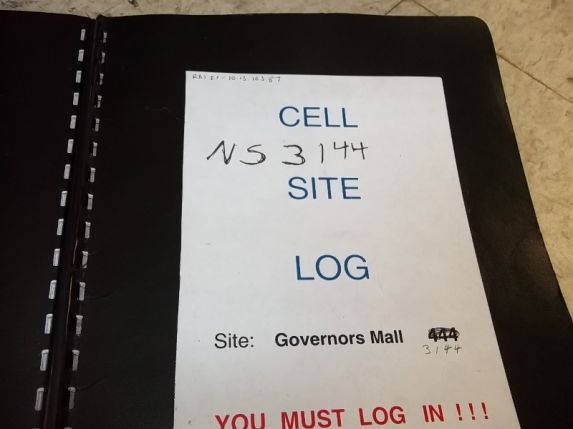 CELL
NS 3144
SITE
LOG
Site: Governors Mall 444
3144
YOU MUST LOG IN !!!